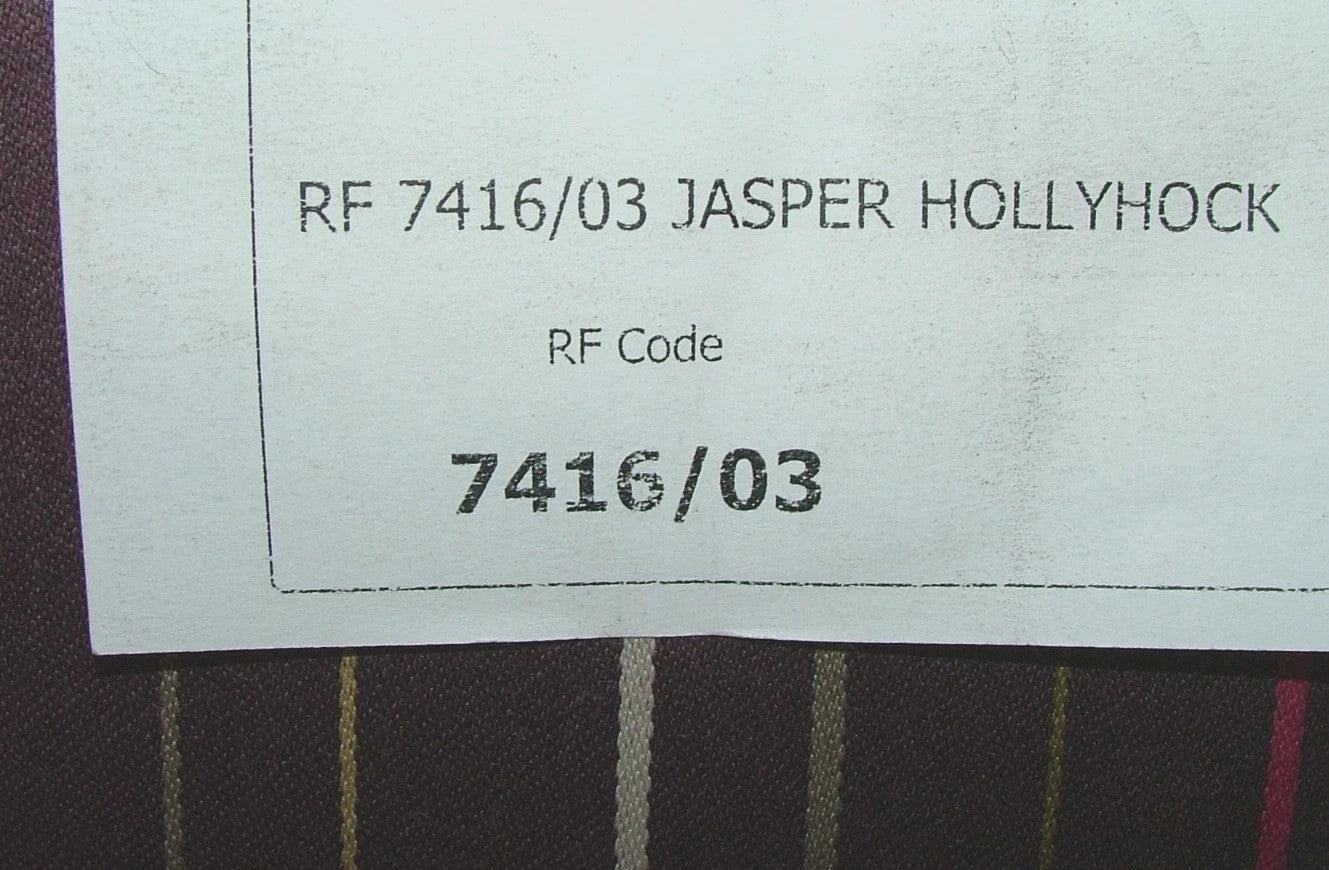 RF 7416/03 JASPER HOLLYHOCK
RF Code
7416/03